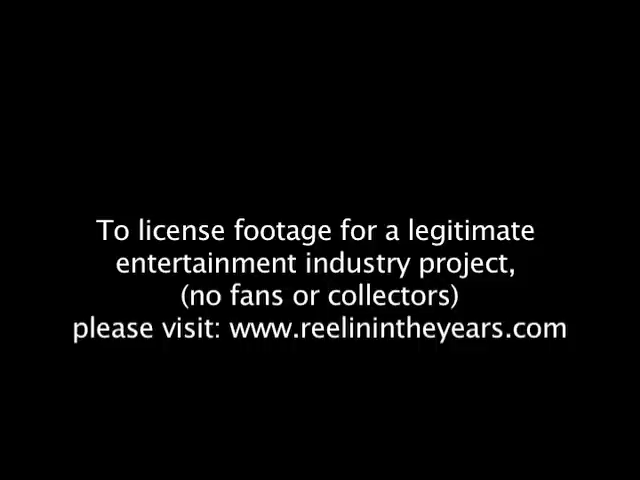 To license footage for a legitimate
entertainment industry project,
(no fans or collectors)
please visit: www.reelinintheyears.com